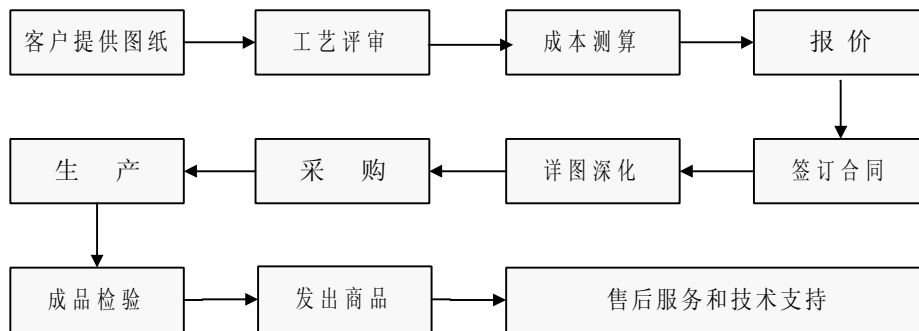 客户提供图纸
工艺评审
成本测算
报价
签订合同
详图深化
采购
生产
成品检验
发出商品
售后服务和技术支持